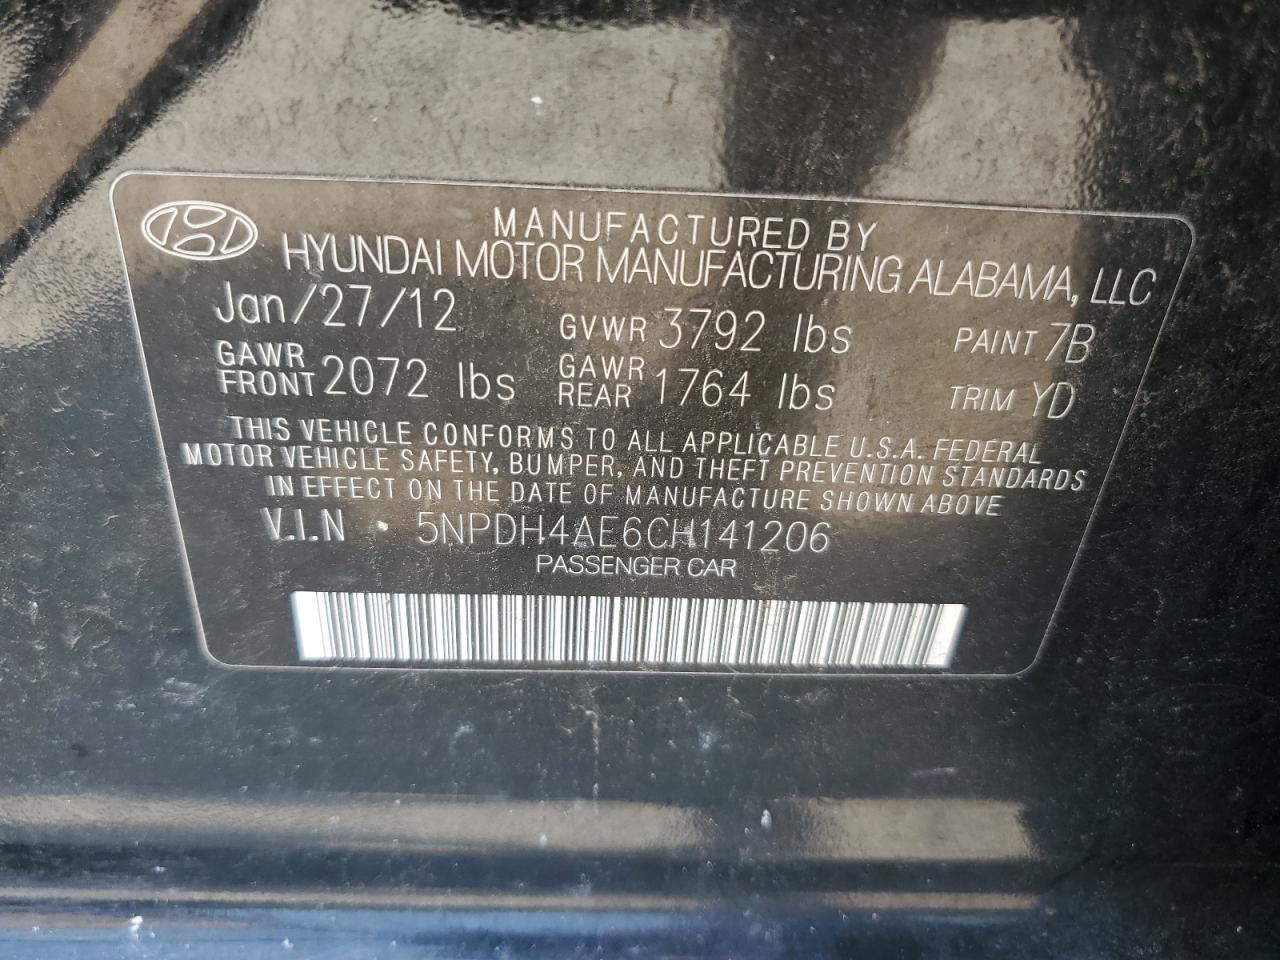 MANUFACTURED BY
HYUNDAI MOTOR MANUFACTURING ALABAMA, LLC
Jan/27/12 GVWR 3792 lbs PAINT 7B
GAWR FRONT 2072 lbs GAWR REAR 1764 lbs TRIM YD
THIS VEHICLE CONFORMS TO ALL APPLICABLE U.S.A. FEDERAL
MOTOR VEHICLE SAFETY, BUMPER, AND THEFT PREVENTION STANDARDS
IN EFFECT ON THE DATE OF MANUFACTURE SHOWN ABOVE
V.I.N : 5NPDH4AE6CH141206
PASSENGER CAR